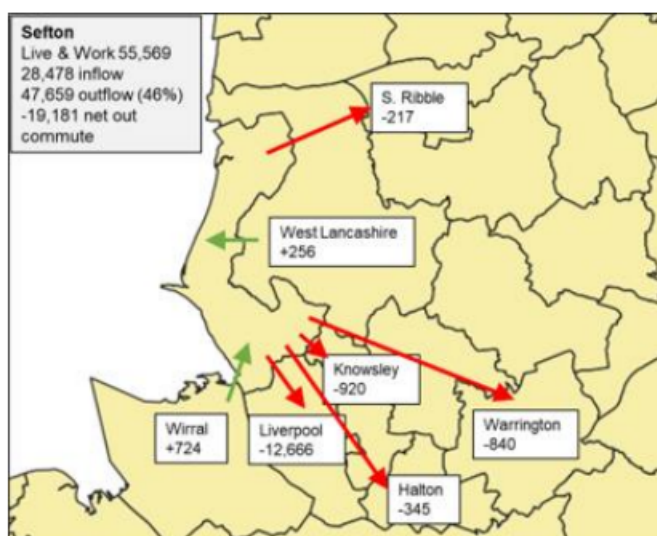 Sefton
Live & Work 55,569
28,478 inflow
47,659 outflow (46%)
-19,181 net out
commute
S. Ribble
-217
West Lancashire
+256
Knowsley
-920
Wirral
+724
Liverpool
-12,666
Warrington
-840
Halton
-345